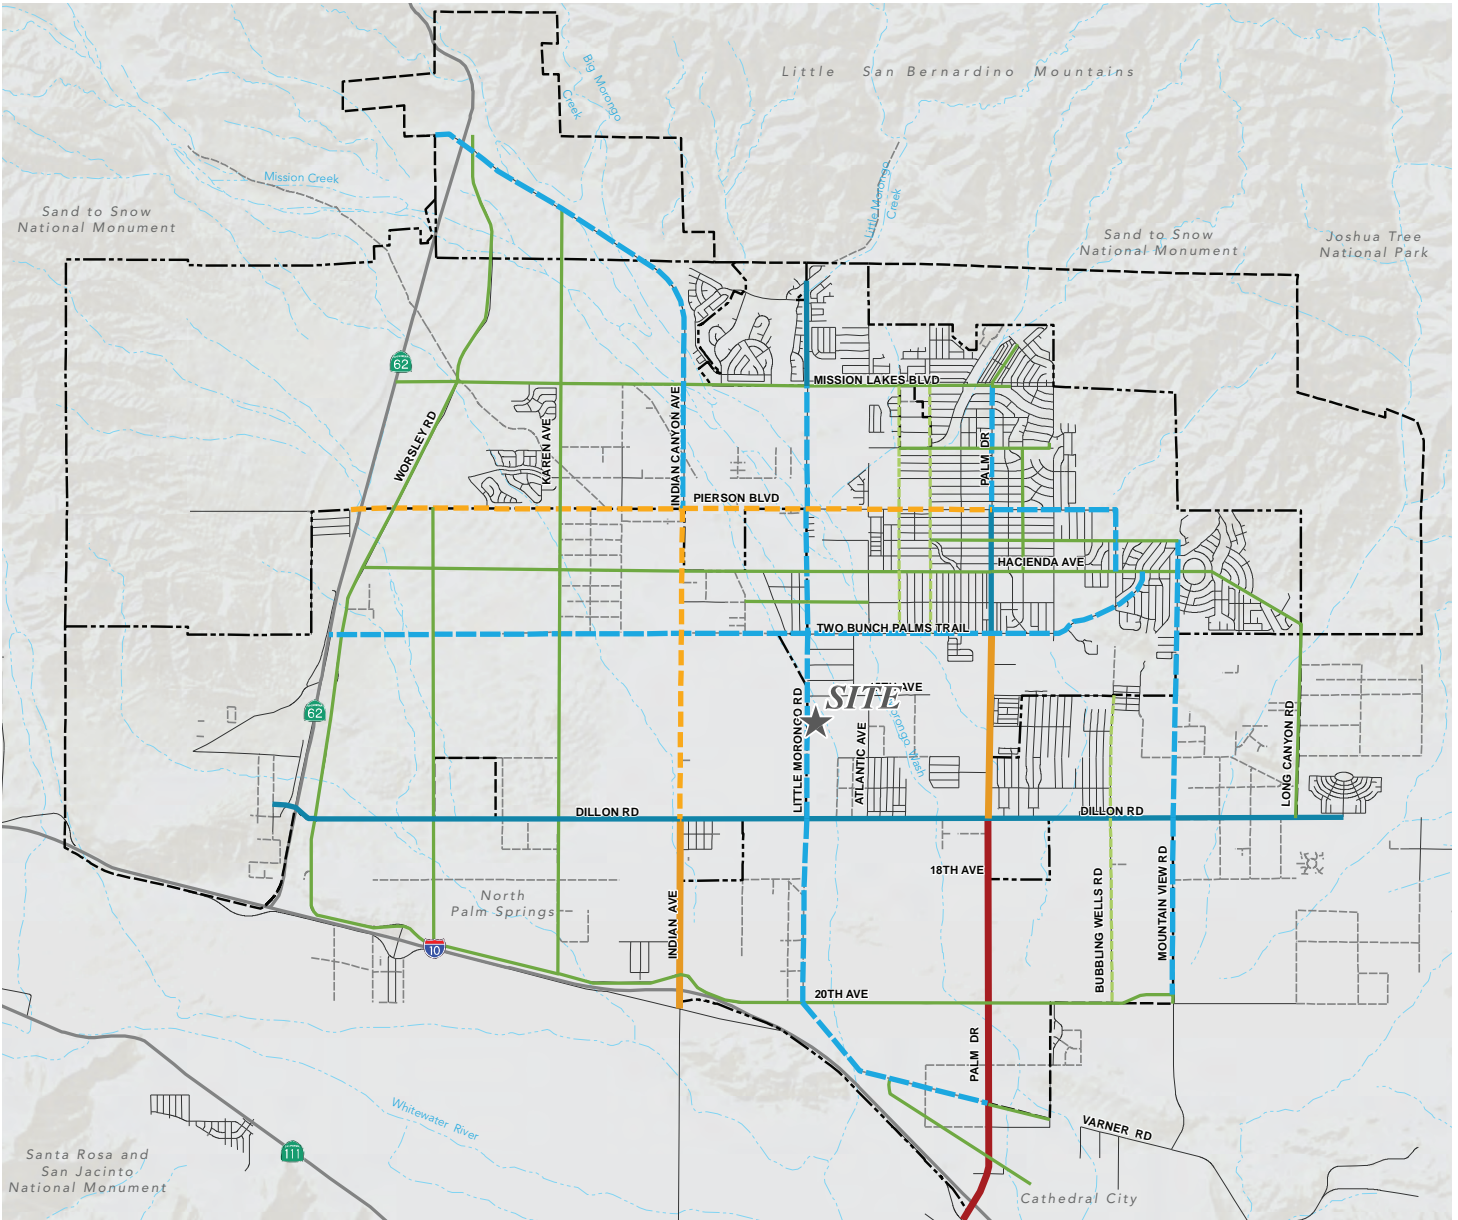 Little San Bernardino Mountains
Big Morongo
Creek
Mission Creek
Little Morongo
Creek
Sand to Snow
National Monument
Sand to Snow
National Monument
Joshua Tree
National Park
62
MISSION LAKES BLVD
WORSLEY RD
KAREN AVE
INDIAN CANYON AVE
PALM DR
PIERSON BLVD
HACIENDA AVE
TWO BUNCH PALMS TRAIL
AVE
SITE
62
LITTLE MORONGO RD
ATLANTIC AVE
Wash
LONG CANYON RD
DILLON RD
DILLON RD
18TH AVE
North
Palm Springs
INDIAN AVE
BUBBLING WELLS RD
MOUNTAIN VIEW RD
10
20TH AVE
PALM DR
Whitewater River
VARNER RD
111
Santa Rosa and
San Jacinto
National Monument
Cathedral City